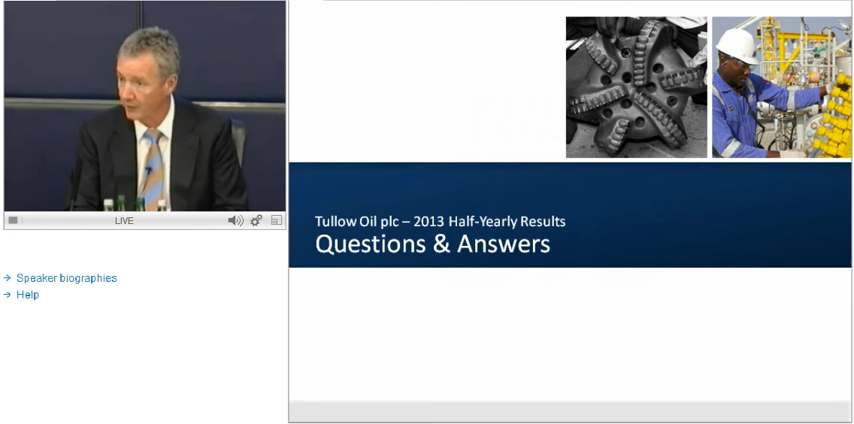 LIVE
Speaker biographies
Help
Tullow Oil plc – 2013 Half-Yearly Results
Questions & Answers